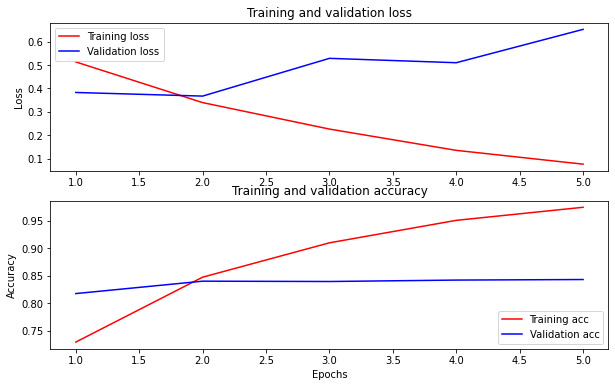 Training and validation loss
Training loss
Validation loss
0.6
0.5
0.4
0.3
0.2
0.1
Loss
1.0 1.5 2.0 2.5 3.0 3.5 4.0 4.5 5.0
Training and validation accuracy
0.95
0.90
0.85
0.80
0.75
Accuracy
Training acc
Validation acc
1.0 1.5 2.0 2.5 3.0 3.5 4.0 4.5 5.0
Epochs